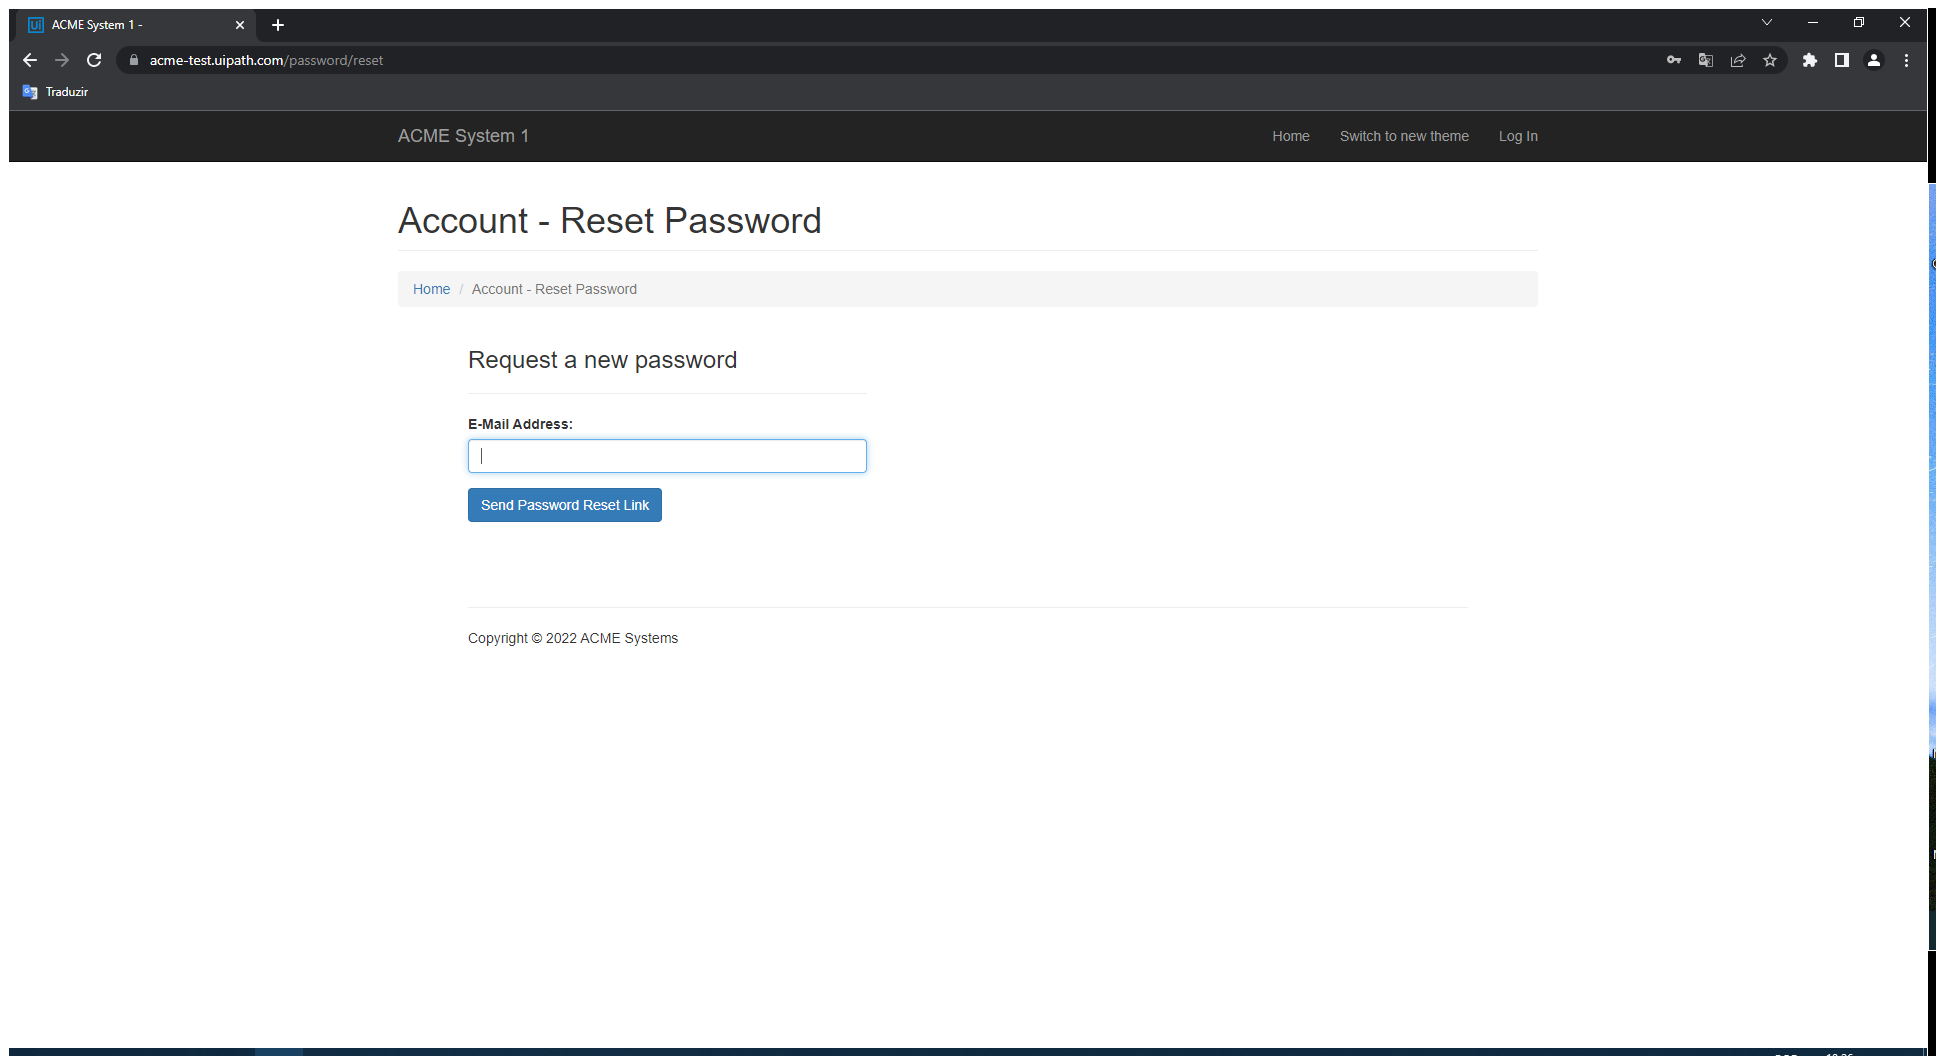 Ui ACME System 1 -
acme-test.uipath.com/password/reset
Traduzir
ACME System 1
Home Switch to new theme Log In
Account - Reset Password
Home / Account - Reset Password
Request a new password
E-Mail Address:
Send Password Reset Link
Copyright © 2022 ACME Systems